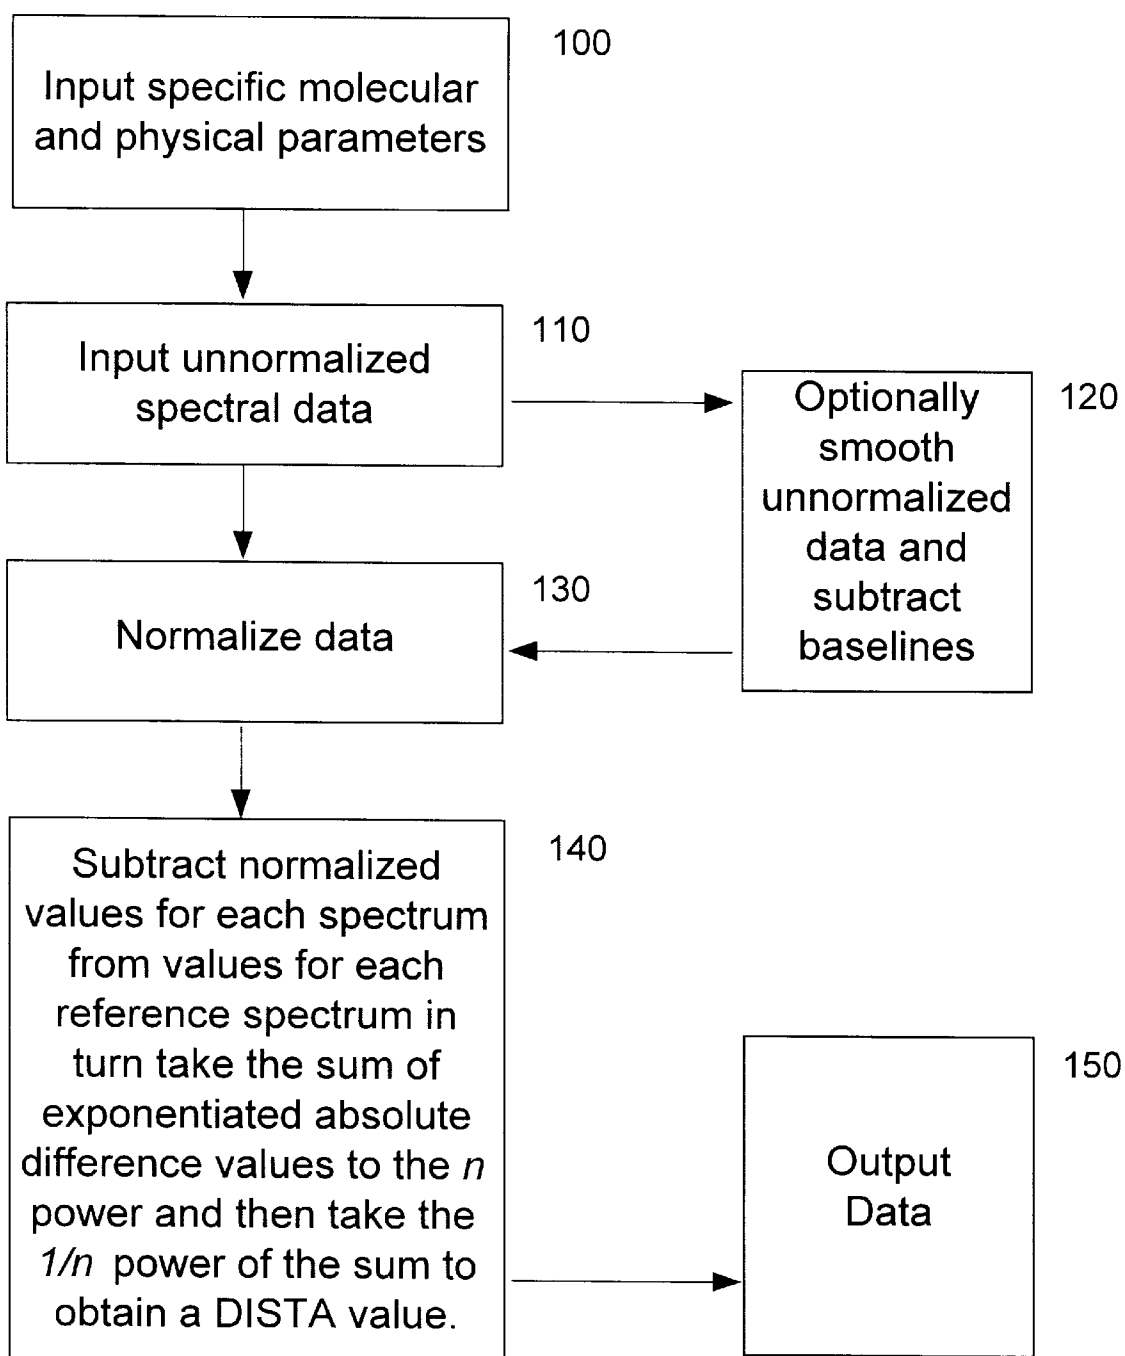 100
Input specific molecular
and physical parameters
110
Input unnormalized
spectral data
120
Optionally
smooth
unnormalized
data and
subtract
baselines
130
Normalize data
140
Subtract normalized
values for each spectrum
from values for each
reference spectrum in
turn take the sum of
exponentiated absolute
difference values to the n
power and then take the
1/n power of the sum to
obtain a DISTA value.
150
Output
Data